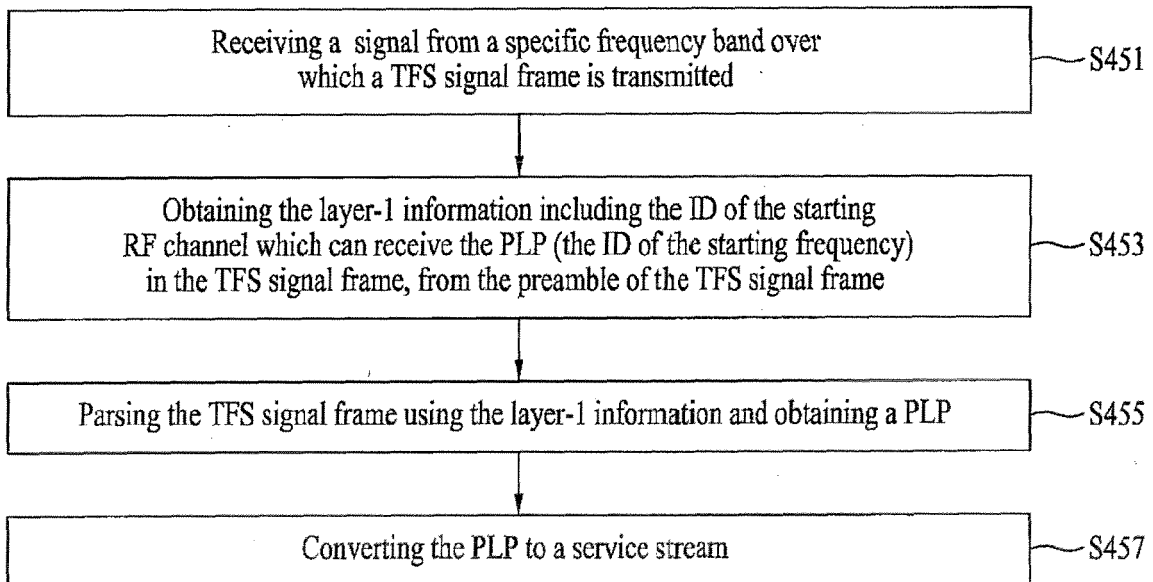 Receiving a signal from a specific frequency band over
which a TFS signal frame is transmitted
S451
Obtaining the layer-1 information including the ID of the starting
RF channel which can receive the PLP (the ID of the starting frequency)
in the TFS signal frame, from the preamble of the TFS signal frame
S453
Parsing the TFS signal frame using the layer-1 information and obtaining a PLP
S455
Converting the PLP to a service stream
S457